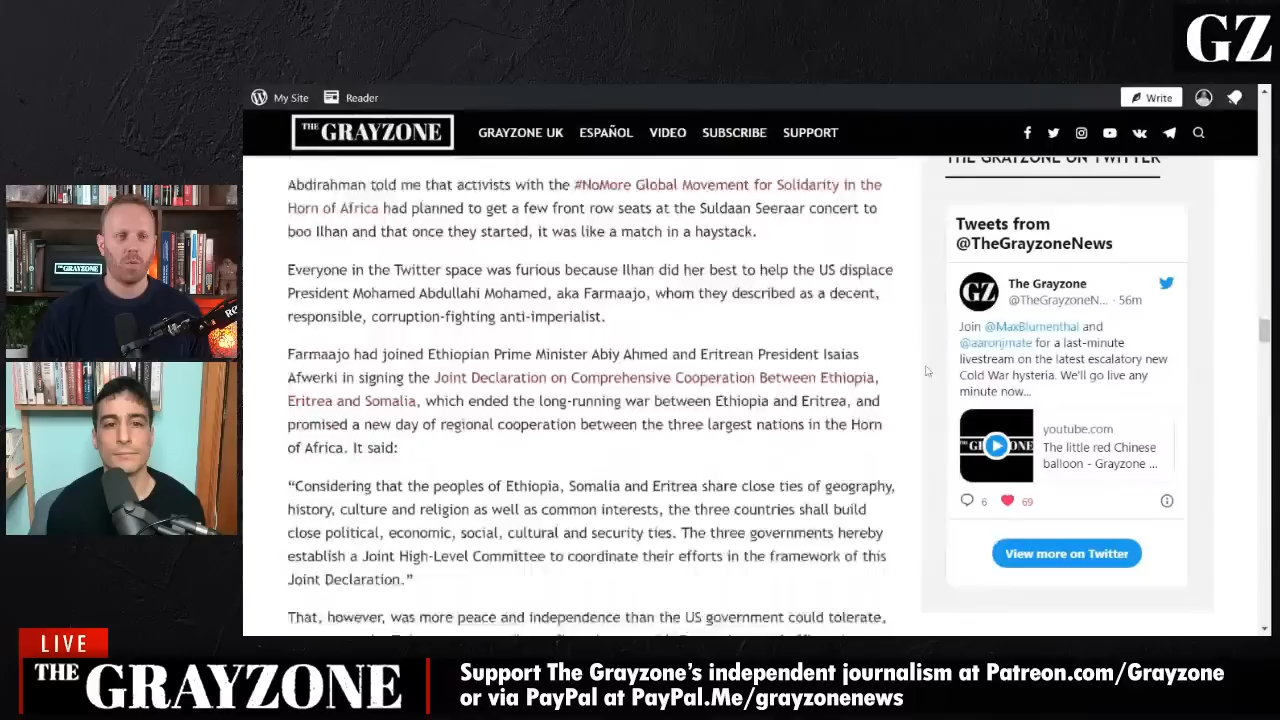 GZ
My Site
Reader
Write
THE GRAYZONE
GRAYZONE UK
ESPAÑOL
VIDEO
SUBSCRIBE
SUPPORT
Abdirahman told me that activists with the #NoMore Global Movement for Solidarity in the
Horn of Africa had planned to get a few front row seats at the Suldaan Seeraar concert to
boo Ilhan and that once they started, it was like a match in a haystack.
Everyone in the Twitter space was furious because Ilhan did her best to help the US displace
President Mohamed Abdullahi Mohamed, aka Farmaajo, whom they described as a decent,
responsible, corruption-fighting anti-imperialist.
Farmaajo had joined Ethiopian Prime Minister Abiy Ahmed and Eritrean President Isaias
Afwerki in signing the Joint Declaration on Comprehensive Cooperation Between Ethiopia,
Eritrea and Somalia, which ended the long-running war between Ethiopia and Eritrea, and
promised a new day of regional cooperation between the three largest nations in the Horn
of Africa. It said:
“Considering that the peoples of Ethiopia, Somalia and Eritrea share close ties of geography,
history, culture and religion as well as common interests, the three countries shall build
close political, economic, social, cultural and security ties. The three governments hereby
establish a Joint High-Level Committee to coordinate their efforts in the framework of this
Joint Declaration.”
That, however, was more peace and independence than the US government could tolerate,
THE GRAYZONE ON TWITTER
Tweets from
@TheGrayzoneNews
GZ
The Grayzone
@TheGrayzoneN... · 56m
Join @MaxBlumenthal and
@aaronjmate for a last-minute
livestream on the latest escalatory new
Cold War hysteria. We'll go live any
minute now...
youtube.com
The little red Chinese
balloon - Grayzone ...
6
69
View more on Twitter
THE GRAYZONE
LIVE
THE GRAYZONE
Support The Grayzone’s independent journalism at Patreon.com/Grayzone
or via PayPal at PayPal.Me/grayzonenews